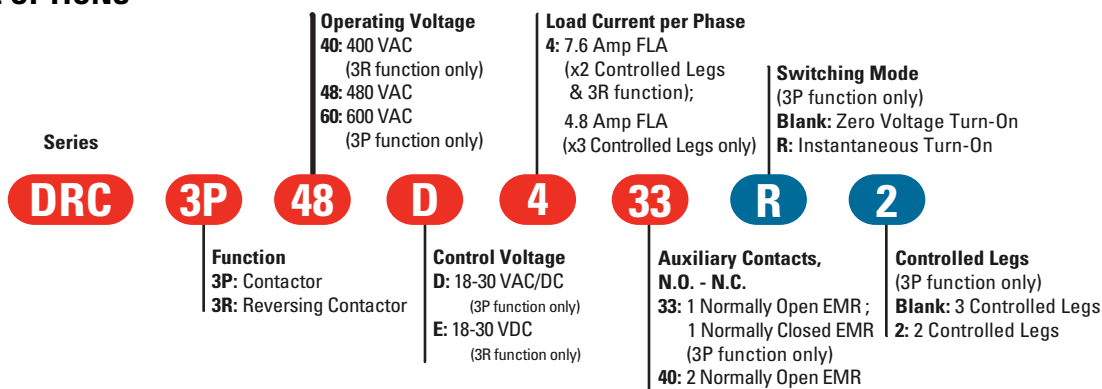 Operating Voltage
40: 400 VAC
(3R function only)
48: 480 VAC
60: 600 VAC
(3P function only)
Load Current per Phase
4: 7.6 Amp FLA
(x2 Controlled Legs
& 3R function);
4.8 Amp FLA
(x3 Controlled Legs only)
Switching Mode
(3P function only)
Blank: Zero Voltage Turn-On
R: Instantaneous Turn-On
Series
DRC 3P 48 D 4 33 R 2
Function
3P: Contactor
3R: Reversing Contactor
Control Voltage
D: 18-30 VAC/DC
(3P function only)
E: 18-30 VDC
(3R function only)
Auxiliary Contacts,
N.O. - N.C.
33: 1 Normally Open EMR ;
1 Normally Closed EMR
(3P function only)
40: 2 Normally Open EMR
Controlled Legs
(3P function only)
Blank: 3 Controlled Legs
2: 2 Controlled Legs